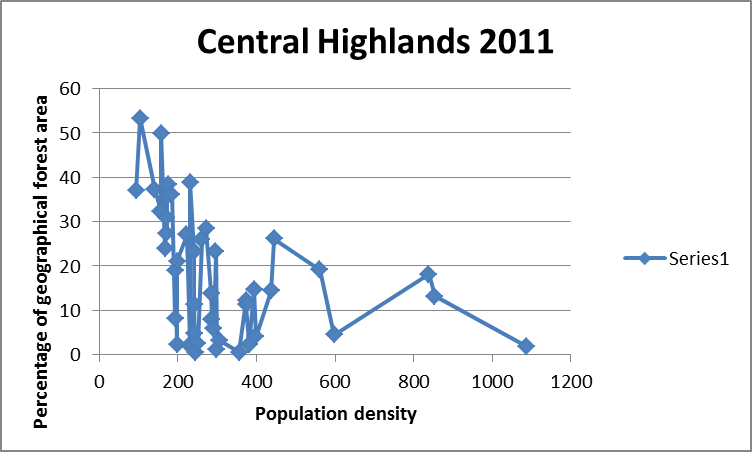 Central Highlands 2011
Percentage of geographical forest area
60
50
40
30
20
10
0
0 200 400 600 800 1000 1200
Population density
Series1